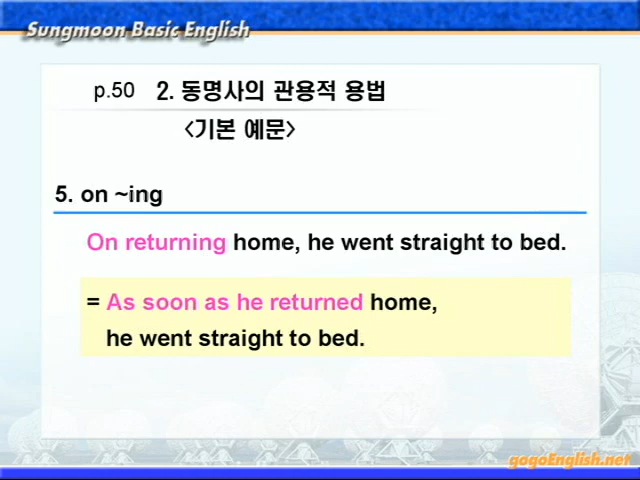 Sungmoon Basic English
p.50 2. 동명사의 관용적 용법
<기본 예문>
5. on ~ing
On returning home, he went straight to bed.
= As soon as he returned home,
he went straight to bed.
gogoEnglish.net